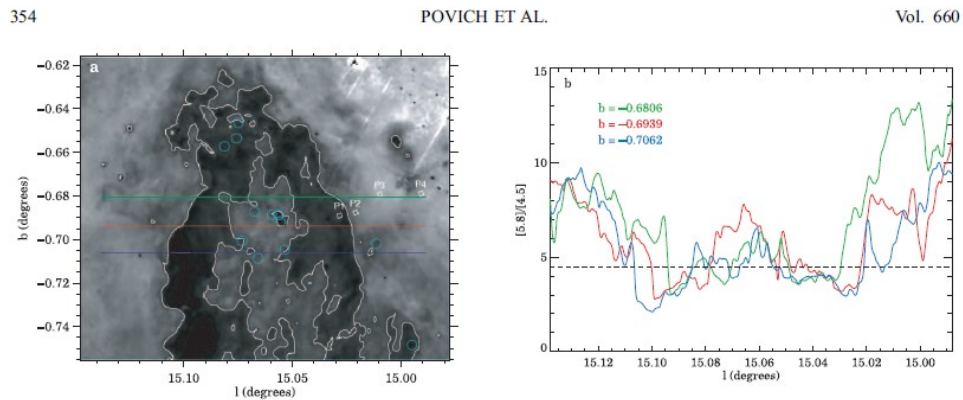 354 POVICH ET AL. Vol. 660
a
−0.62
−0.64
−0.66
−0.68
−0.70
−0.72
−0.74
b (degrees)
P3 P4
P1 P2
15.10 15.05 15.00
l (degrees)
b
15
10
5
0
[5.8]/[4.5]
b = −0.6806
b = −0.6939
b = −0.7062
15.12 15.10 15.08 15.06 15.04 15.02 15.00
l (degrees)